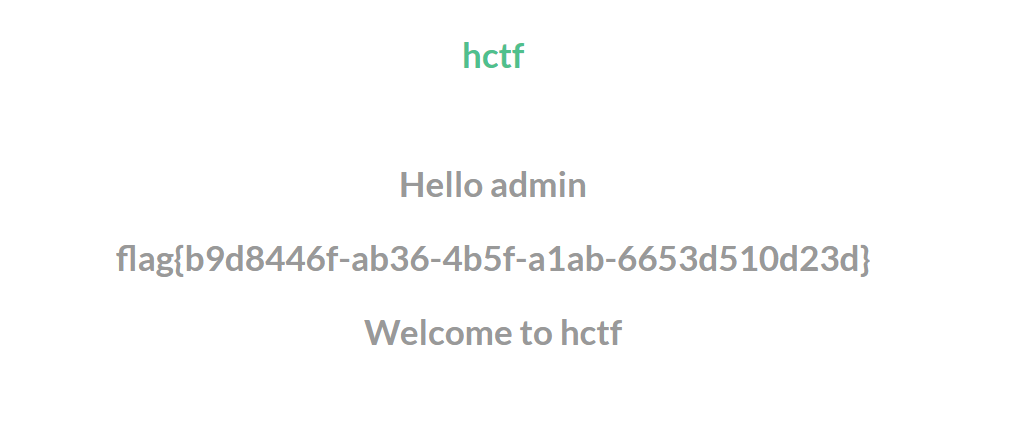 hctf
Hello admin
flag{b9d8446f-ab36-4b5f-a1ab-6653d510d23d}
Welcome to hctf